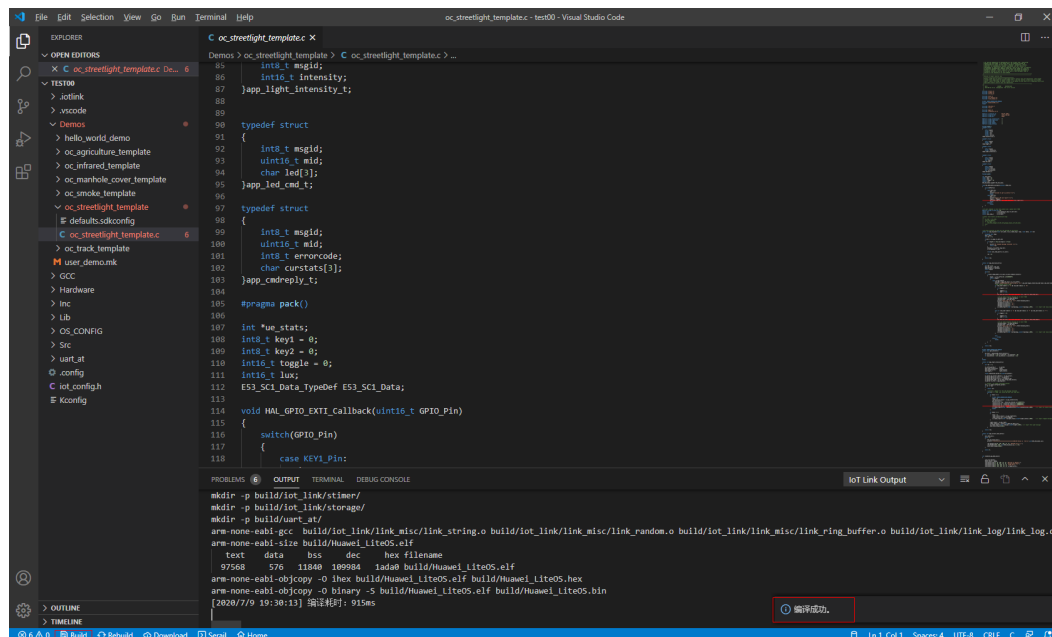 File Edit Selection View Go Run Terminal Help
oc_streetlight_template.c - test00 - Visual Studio Code
EXPLORER
OPEN EDITORS
C oc_streetlight_template.c De... 6
TEST00
.iotlink
.vscode
Demos
hello_world_demo
oc_agriculture_template
oc_infrared_template
oc_manhole_cover_template
oc_smoke_template
oc_streetlight_template
defaults.sdkconfig
C oc_streetlight_template.c 6
oc_track_template
user_demo.mk
GCC
Hardware
Inc
Lib
OS_CONFIG
Src
uart_at
.config
C iot_config.h
Kconfig
OUTLINE
TIMELINE
C oc_streetlight_template.c
Demos > oc_streetlight_template > C oc_streetlight_template.c > ...
85 int8_t msgid;
86 int16_t intensity;
87 }app_light_intensity_t;
88
89
90 typedef struct
91 {
92 int8_t msgid;
93 uint16_t mid;
94 char led[3];
95 }app_led_cmd_t;
96
97 typedef struct
98 {
99 int8_t msgid;
100 uint16_t mid;
101 int8_t errorcode;
102 char curstats[3];
103 }app_cmdreply_t;
104
105 #pragma pack()
106
107 int *ue_stats;
108 int8_t key1 = 0;
109 int8_t key2 = 0;
110 int16_t toggle = 0;
111 int16_t lux;
112 E53_SC1_Data_TypeDef E53_SC1_Data;
113
114 void HAL_GPIO_EXTI_Callback(uint16_t GPIO_Pin)
115 {
116 switch(GPIO_Pin)
117 {
118 case KEY1_Pin:
PROBLEMS 6 OUTPUT TERMINAL DEBUG CONSOLE
IoT Link Output
mkdir -p build/iot_link/stimer/
mkdir -p build/iot_link/storage/
mkdir -p build/uart_at/
arm-none-eabi-gcc build/iot_link/link_misc/link_string.o build/iot_link/link_misc/link_random.o build/iot_link/link_misc/link_ring_buffer.o build/iot_link/link_log/link_log.
arm-none-eabi-size build/Huawei_LiteOS.elf
text data bss dec hex filename
97568 576 11840 109984 1ada0 build/Huawei_LiteOS.elf
arm-none-eabi-objcopy -O ihex build/Huawei_LiteOS.elf build/Huawei_LiteOS.hex
arm-none-eabi-objcopy -O binary -S build/Huawei_LiteOS.elf build/Huawei_LiteOS.bin
[2020/7/9 19:30:13] 编译耗时：915ms
编译成功。
6 0 Build Rebuild Download Serail Home
Ln 1, Col 1 Spaces: 4 UTF-8 CRLF C